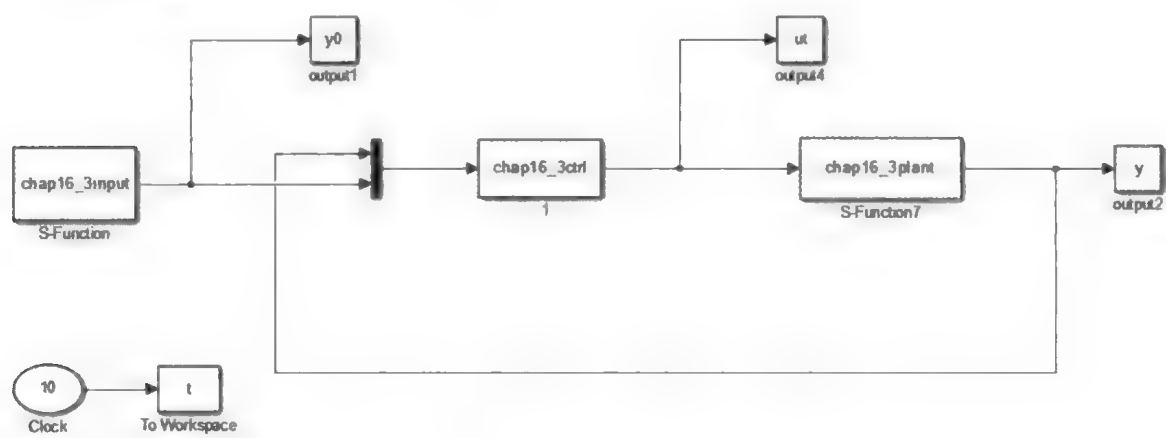 y0
output1
ut
output4
chap16_3input
S-Function
chap16_3ctrl
1
chap16_3plant
S-Function7
y
output2
10
Clock
t
To Workspace